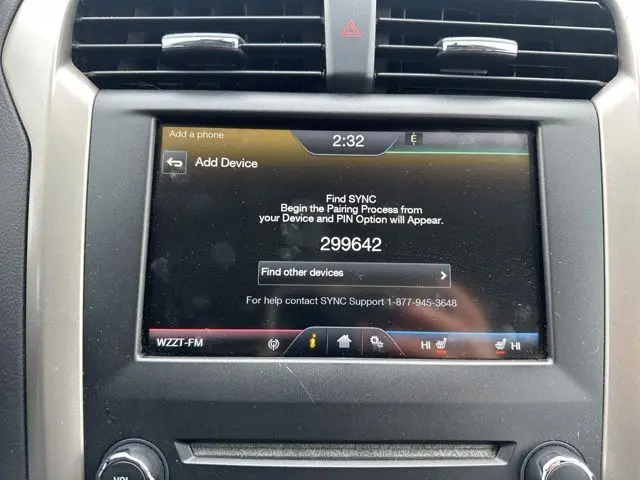 Add a phone
2:32
E
Add Device
Find SYNC
Begin the Pairing Process from
your Device and PIN Option will Appear.
299642
Find other devices
For help contact SYNC Support 1-877-945-3648
WZZT-FM
i
HI
HI
VOL